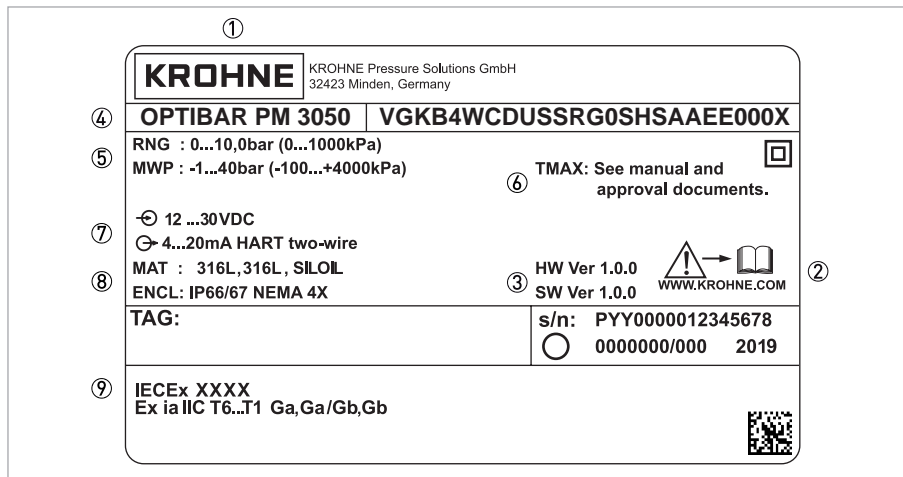 ①
KROHNE KROHNE Pressure Solutions GmbH
32423 Minden, Germany
④ OPTIBAR PM 3050 VGKB4WCDUSSRG0SHSAAEE000X
⑤ RNG : 0...10,0bar (0...1000kPa)
MWP : -1...40bar (-100...+4000kPa)
⑥ TMAX: See manual and
approval documents.
⑦ 12 ...30VDC
4...20mA HART two-wire
⑧ MAT : 316L,316L, SILOIL
ENCL: IP66/67 NEMA 4X
③ HW Ver 1.0.0
SW Ver 1.0.0
WWW.KROHNE.COM ②
TAG:
s/n: PYY0000012345678
0000000/000 2019
⑨ IECEx XXXX
Ex ia IIC T6...T1 Ga,Ga/Gb,Gb